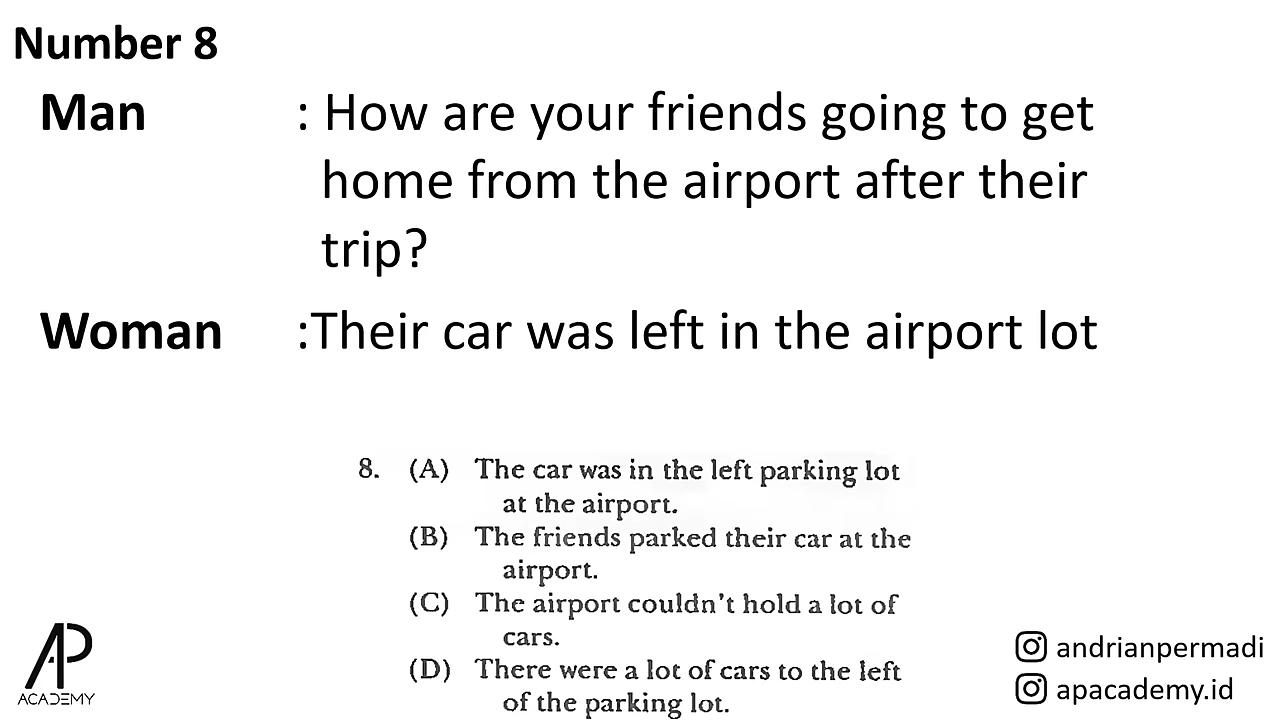 Number 8
Man : How are your friends going to get
home from the airport after their
trip?
Woman :Their car was left in the airport lot
8. (A) The car was in the left parking lot
at the airport.
(B) The friends parked their car at the
airport.
(C) The airport couldn't hold a lot of
cars.
(D) There were a lot of cars to the left
of the parking lot.
AP
ACADEMY
andrianpermadi
apacademy.id